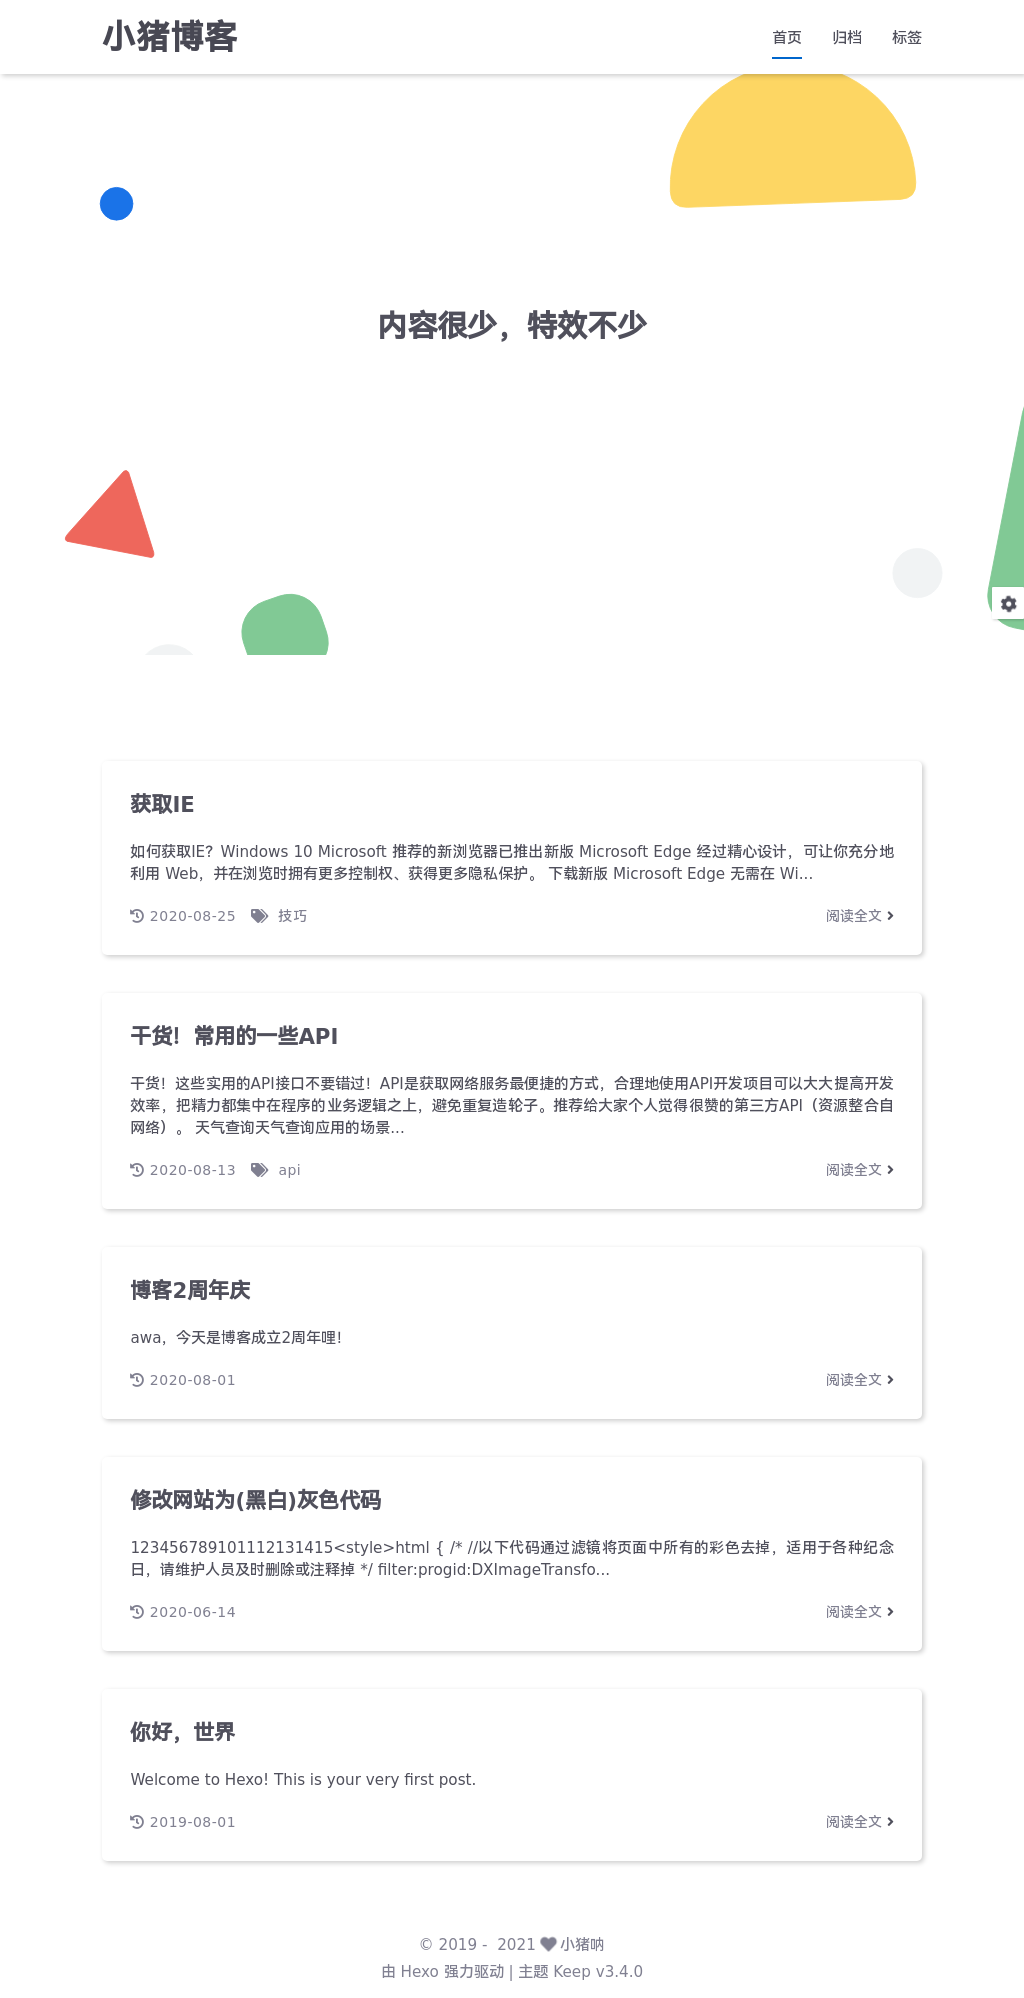 小猪博客
首页 归档 标签
内容很少，特效不少
获取IE
如何获取IE？Windows 10 Microsoft 推荐的新浏览器已推出新版 Microsoft Edge 经过精心设计，可让你充分地
利用 Web，并在浏览时拥有更多控制权、获得更多隐私保护。 下载新版 Microsoft Edge 无需在 Wi...
2020-08-25 技巧 阅读全文
干货！常用的一些API
干货！这些实用的API接口不要错过！API是获取网络服务最便捷的方式，合理地使用API开发项目可以大大提高开发
效率，把精力都集中在程序的业务逻辑之上，避免重复造轮子。推荐给大家个人觉得很赞的第三方API（资源整合自
网络）。 天气查询天气查询应用的场景...
2020-08-13 api 阅读全文
博客2周年庆
awa，今天是博客成立2周年哩！
2020-08-01 阅读全文
修改网站为(黑白)灰色代码
123456789101112131415<style>html { /* //以下代码通过滤镜将页面中所有的彩色去掉，适用于各种纪念
日，请维护人员及时删除或注释掉 */ filter:progid:DXImageTransfo...
2020-06-14 阅读全文
你好，世界
Welcome to Hexo! This is your very first post.
2019-08-01 阅读全文
© 2019 - 2021 小猪呐
由 Hexo 强力驱动 | 主题 Keep v3.4.0